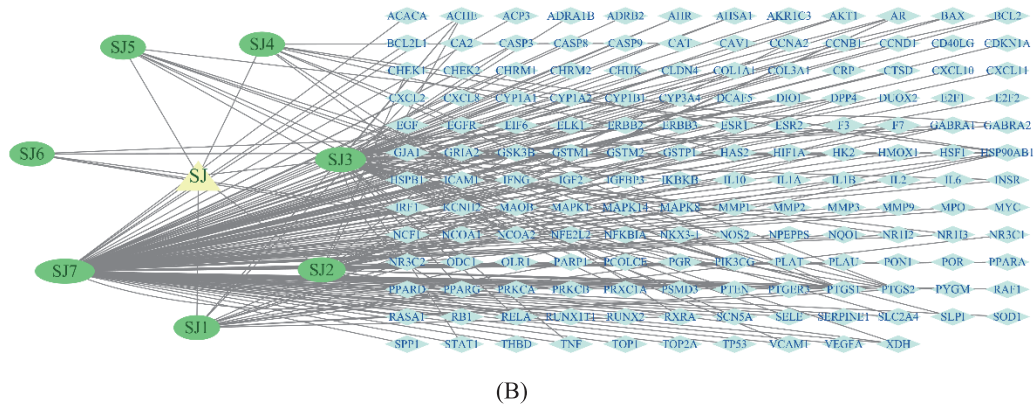 SJ5
SJ4
SJ6
SJ
SJ3
SJ7
SJ2
SJ1
ACACA ACHE ACP3 ADRA1B ADRB2 AHR AHSA1 AKR1C3 AKT1 AR BAX BCL2
BCL2L1 CA2 CASP3 CASP8 CASP9 CAT CAV1 CCNA2 CCNB1 CCND1 CD40LG CDKN1A
CHEK1 CHEK2 CHRM1 CHRM2 CHUK CLDN4 COL1A1 COL3A1 CRP CTSD CXCL10 CXCL11
CXCL2 CXCL8 CYP1A1 CYP1A2 CYP1B1 CYP3A4 DCAF5 DIO1 DPP4 DUOX2 E2F1 E2F2
EGF EGFR EIF6 ELK1 ERBB2 ERBB3 ESR1 ESR2 F3 F7 GABRA1 GABRA2
GJA1 GRIA2 GSK3B GSTM1 GSTM2 GSTP1 HAS2 HIF1A HK2 HMOX1 HSF1 HSP90AB1
HSPB1 ICAM1 IFNG IGF2 IGFBP3 IKBKB IL10 IL1A IL1B IL2 IL6 INSR
IRF1 KCNH2 MAOB MAPK1 MAPK14 MAPK8 MMP1 MMP2 MMP3 MMP9 MPO MYC
NCF1 NCOA1 NCOA2 NFE2L2 NFKBIA NKX3-1 NOS2 NPEPPS NQO1 NR1I2 NR1I3 NR3C1
NR3C2 ODC1 OLR1 PARP1 PCOLCE PGR PIK3CG PLAT PLAU PON1 POR PPARA
PPARD PPARG PRKCA PRKCB PRXC1A PSMD3 PTEN PTGER3 PTGS1 PTGS2 PYGM RAF1
RASA1 RB1 RELA RUNX1T1 RUNX2 RXRA SCN5A SELE SERPINE1 SLC2A4 SLPI SOD1
SPP1 STAT1 THBD TNF TOP1 TOP2A TP53 VCAM1 VEGFA XDH
(B)